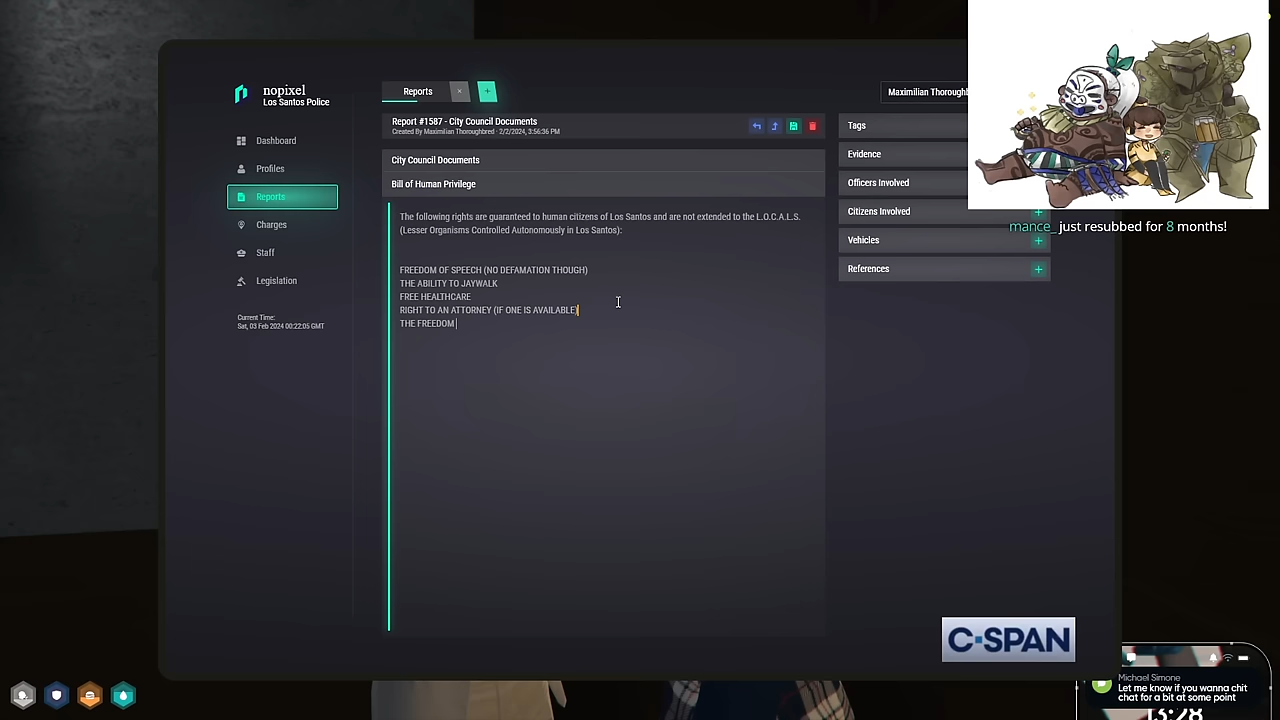 nopixel
Los Santos Police
Dashboard
Profiles
Reports
Charges
Staff
Legislation
Current Time:
Sat, 03 Feb 2024 00:22:05 GMT
Reports
×
+
Maximilian
Report #1587 - City Council Documents
Created By Maximilian Thoroughbred - 2/2/2024, 3:56:36 PM
City Council Documents
Bill of Human Privilege
The following rights are guaranteed to human citizens of Los Santos and are not extended to the L.O.C.A.L.S.
(Lesser Organisms Controlled Autonomously in Los Santos):
FREEDOM OF SPEECH (NO DEFAMATION THOUGH)
THE ABILITY TO JAYWALK
FREE HEALTHCARE
RIGHT TO AN ATTORNEY (IF ONE IS AVAILABLE)
THE FREEDOM
Tags
Evidence
Officers Involved
Citizens Involved
+
Vehicles
+
References
+
mance_ just resubbed for 8 months!
C-SPAN
Michael Simone
Let me know if you wanna chit
chat for a bit at some point
13:28